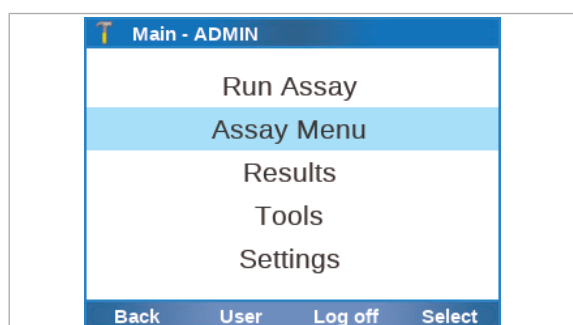 Main - ADMIN
Run Assay
Assay Menu
Results
Tools
Settings
Back User Log off Select